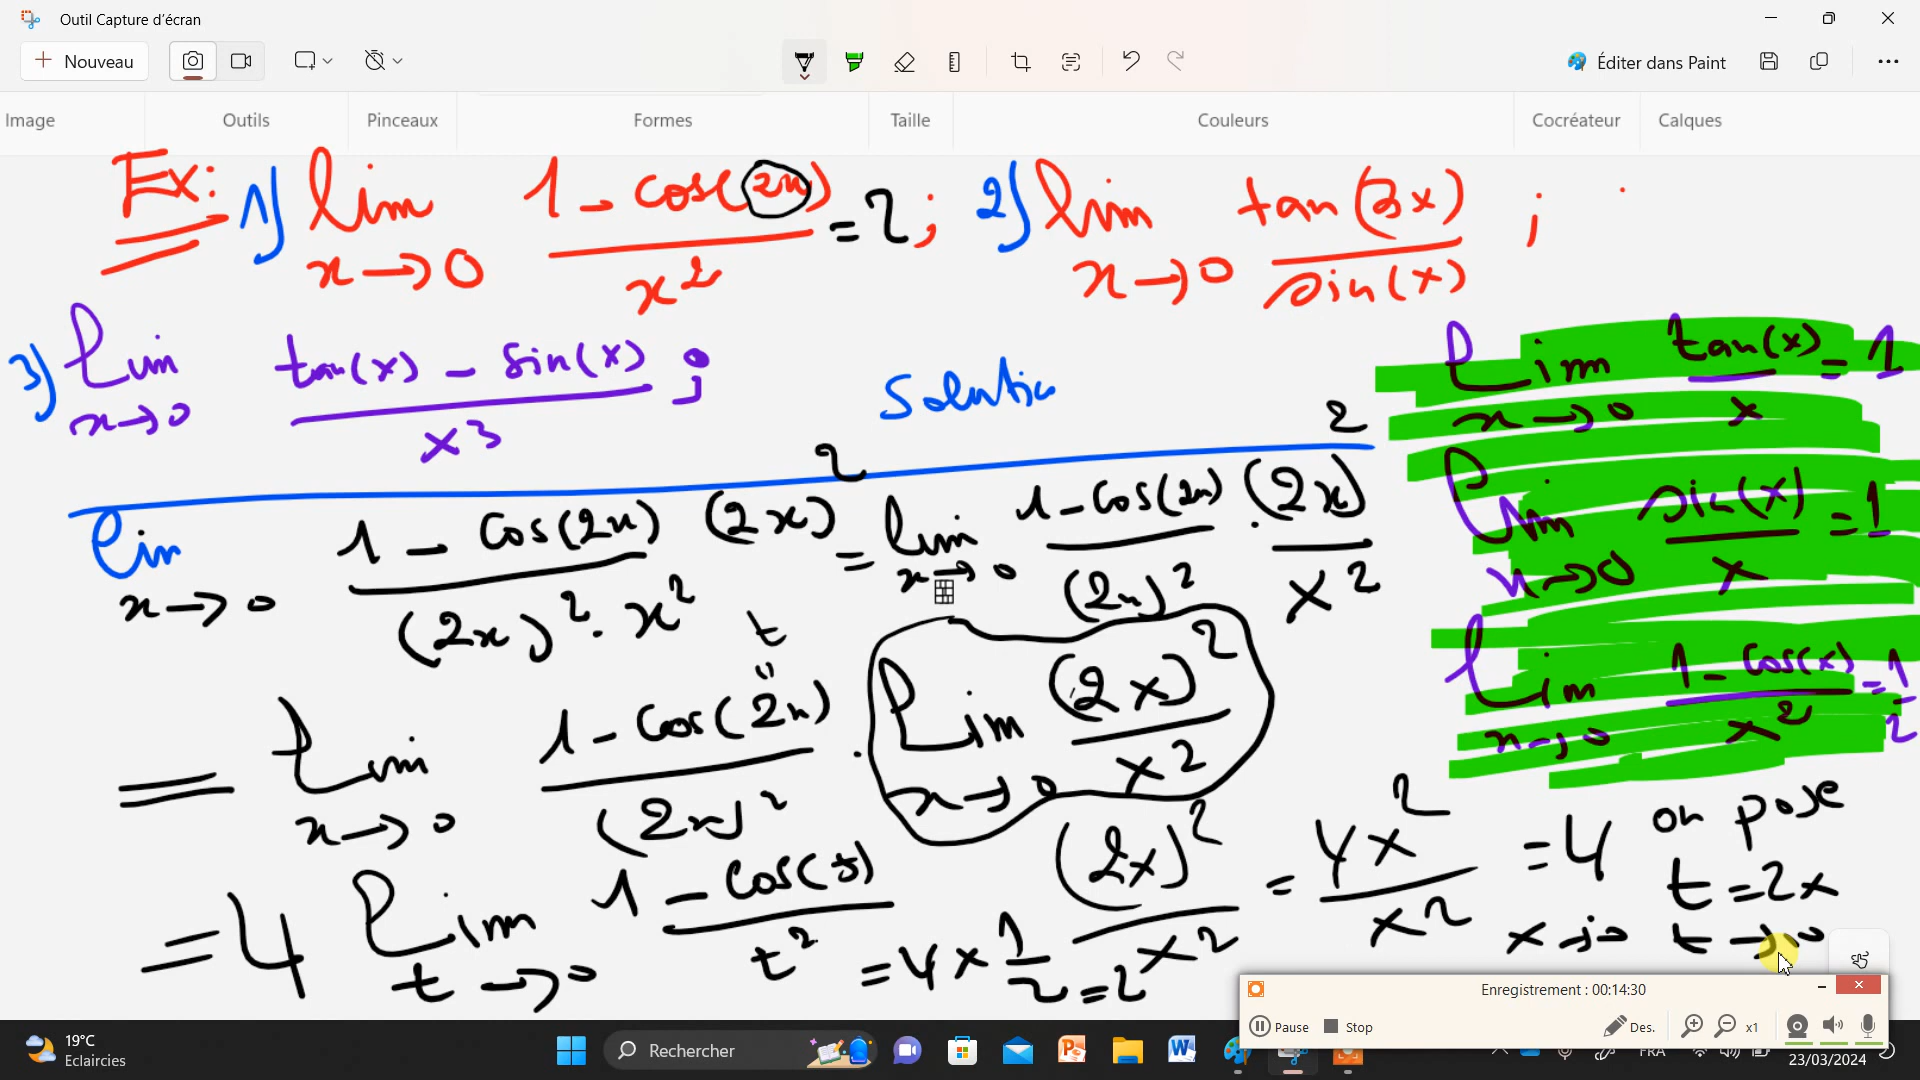 Outil Capture d'écran
Nouveau
Éditer dans Paint
Image Outils Pinceaux Formes Taille Couleurs Cocréateur Calques
Ex: 1) lim x→0 (1 - cos(2x))/x² = 2 ; 2) lim x→0 tan(3x)/sin(x) ;
3) lim x→0 (tan(x) - sin(x))/x³ ;
Solutio
lim x→0 tan(x)/x = 1
lim x→0 sin(x)/x = 1
lim x→0 (1 - cos(x))/x² = 1/2
lim x→0 (1 - cos(2x))(2x)²/((2x)² . x²) = lim x→0 (1 - cos(2x))/(2x)² . (2x)²/x²
t
"
= lim x→0 (1 - cos(2x))/(2x)² . lim x→0 (2x)²/x²
(2x)²/x² = 4x²/x² = 4
on pose
t = 2x
x→0 t→0
= 4 lim t→0 (1 - cos(t))/t² = 4 × 1/2 = 2
Enregistrement : 00:14:30
Pause Stop Des. x1
19°C
Eclaircies
Rechercher
FRA
23/03/2024